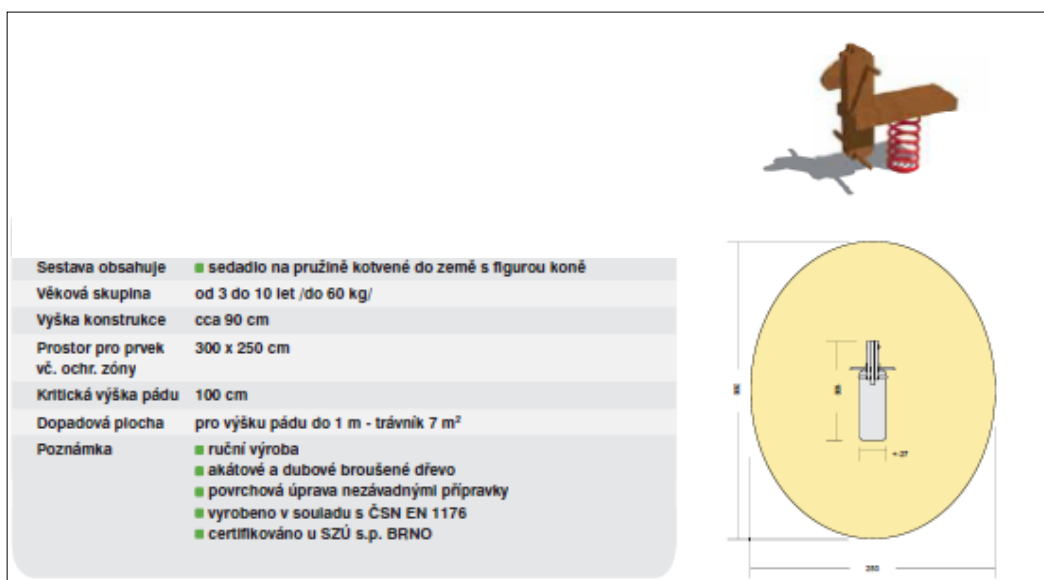 Sestava obsahuje ■ sedadlo na pružině kotvené do země s figurou koně
Věková skupina od 3 do 10 let /do 60 kg/
Výška konstrukce cca 90 cm
Prostor pro prvek 300 x 250 cm
vč. ochr. zóny
Kritická výška pádu 100 cm
Dopadová plocha pro výšku pádu do 1 m - trávník 7 m²
Poznámka ■ ruční výroba
■ akátové a dubové broušené dřevo
■ povrchová úprava nezávadnými přípravky
■ vyrobeno v souladu s ČSN EN 1176
■ certifikováno u SZÚ s.p. BRNO
250